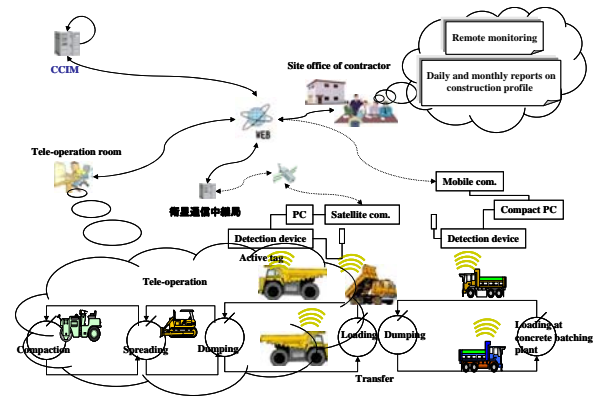 Remote monitoring
Daily and monthly reports on
construction profile
CCIM
Site office of contractor
WEB
Tele-operation room
Mobile com.
衛星通信中継局
PC
Satellite com.
Compact PC
Detection device
Detection device
Active tag
Tele-operation
Compaction
Spreading
Dumping
Loading
Dumping
Loading at
concrete batching
plant
Transfer